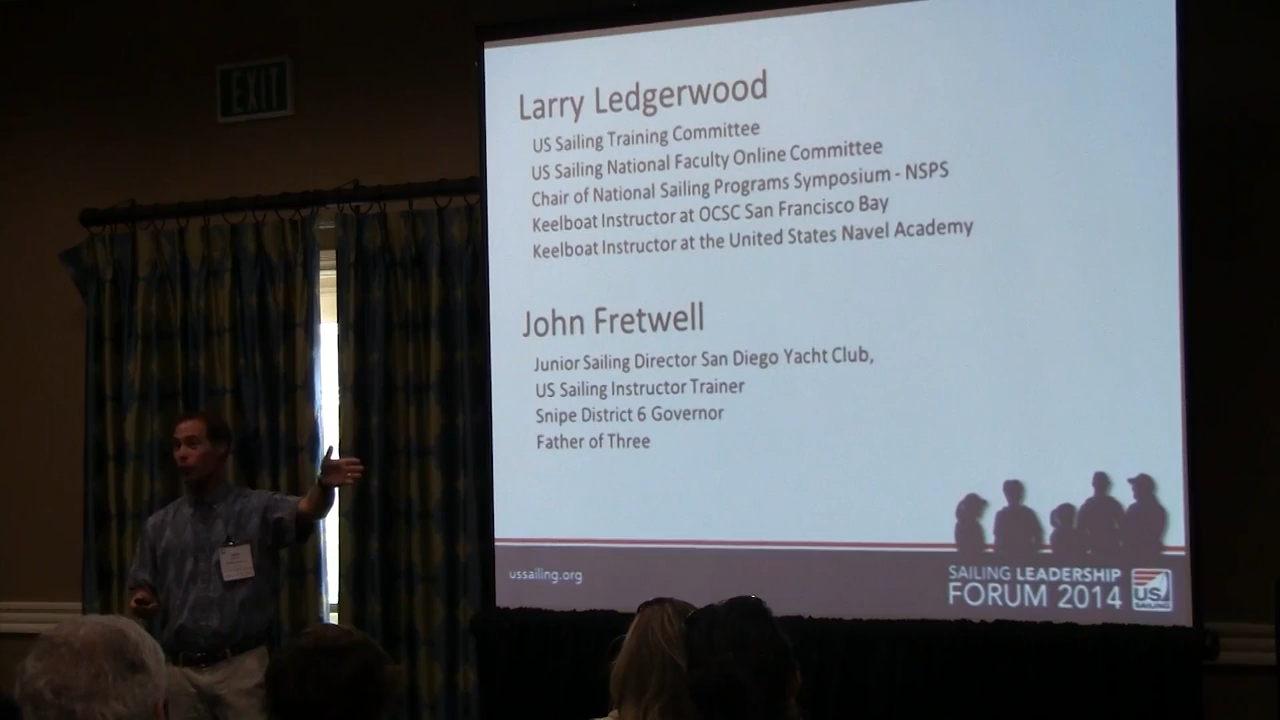 EXIT
Larry Ledgerwood
US Sailing Training Committee
US Sailing National Faculty Online Committee
Chair of National Sailing Programs Symposium - NSPS
Keelboat Instructor at OCSC San Francisco Bay
Keelboat Instructor at the United States Navel Academy
John Fretwell
Junior Sailing Director San Diego Yacht Club,
US Sailing Instructor Trainer
Snipe District 6 Governor
Father of Three
ussailing.org
SAILING LEADERSHIP
FORUM 2014
US
SAILING